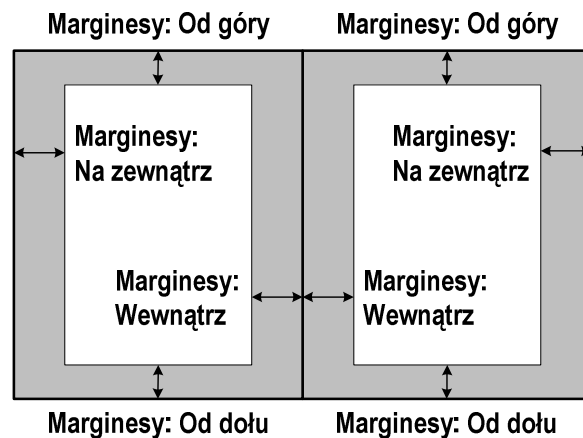 Marginesy: Od góry
Marginesy: Od góry
Marginesy:
Na zewnątrz
Marginesy:
Na zewnątrz
Marginesy:
Wewnątrz
Marginesy:
Wewnątrz
Marginesy: Od dołu
Marginesy: Od dołu